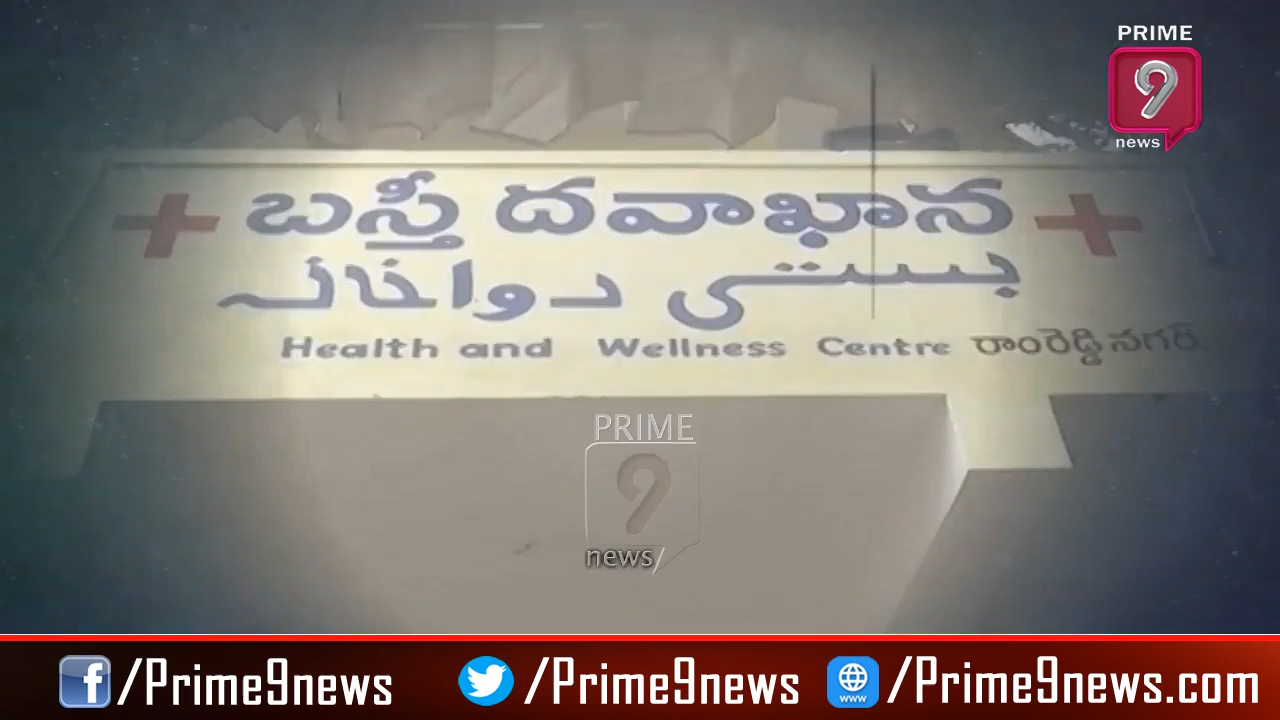 PRIME
9
news
బస్తీ దవాఖాన
بستی دواخانہ
Health and Wellness Centre రాంరెడ్డి నగర్.
PRIME
9
news
/Prime9news /Prime9news www /Prime9news.com